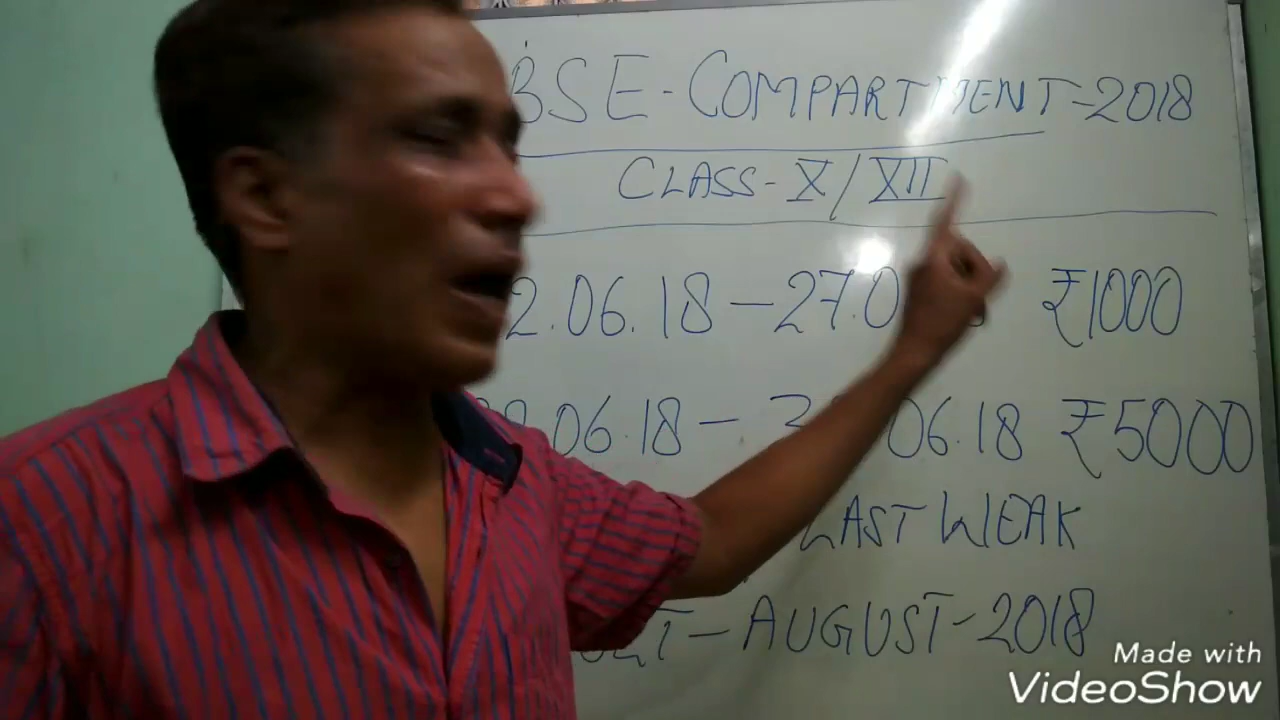 BSE-COMPARTMENT-2018
CLASS-X/XII
2.06.18-27.0 ₹1000
.06.18- 3 06.18 ₹5000
LAST WEAK
-AUGUST-2018
Made with
VideoShow